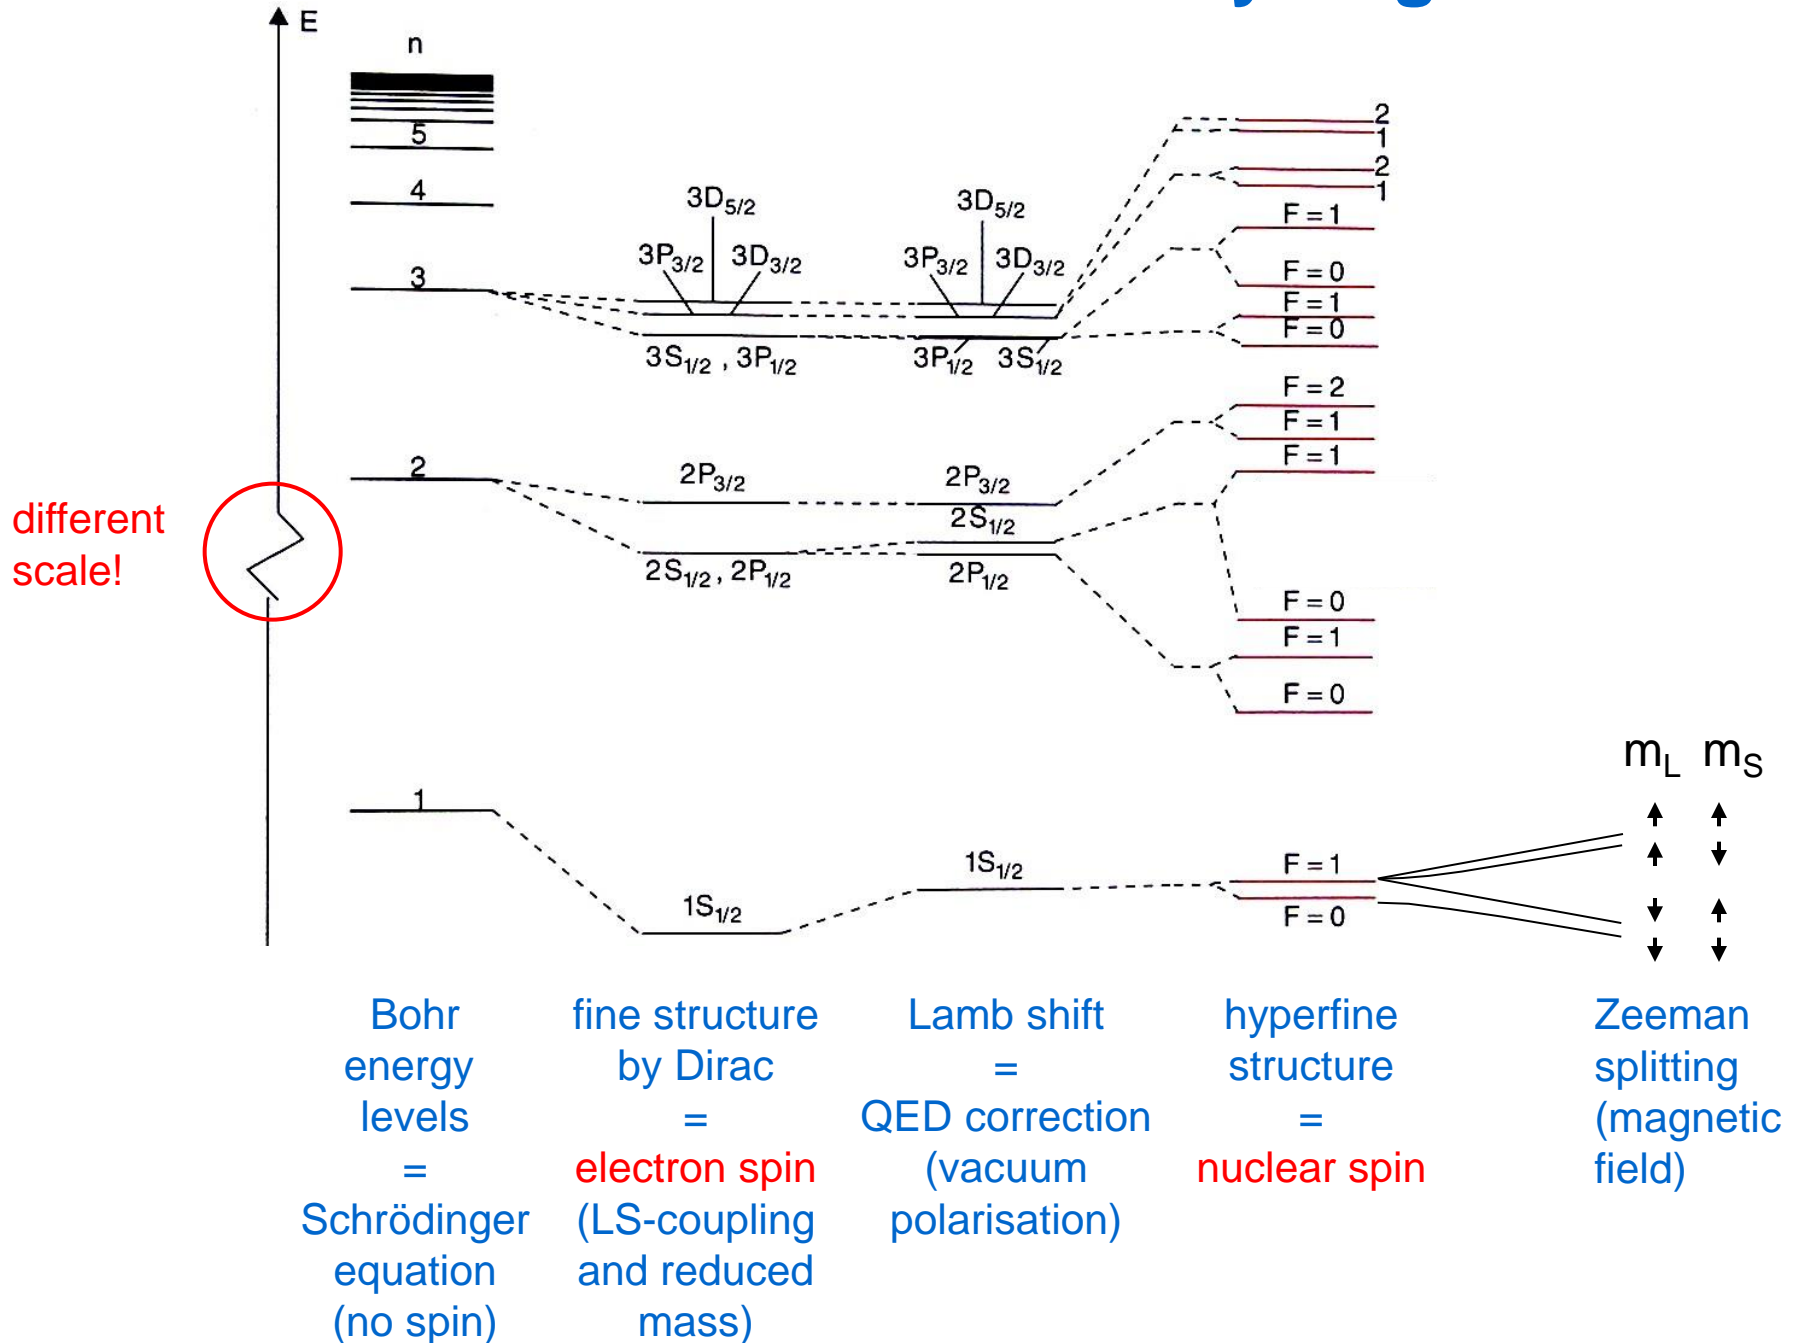 E
n
5
4
3
2
1
different
scale!
3D5/2
3P3/2 3D3/2
3S1/2 , 3P1/2
2P3/2
2S1/2 , 2P1/2
1S1/2
3D5/2
3P3/2 3D3/2
3P1/2 3S1/2
2P3/2
2S1/2
2P1/2
1S1/2
2
1
2
1
F = 1
F = 0
F = 1
F = 0
F = 2
F = 1
F = 1
F = 0
F = 1
F = 0
F = 1
F = 0
mL mS
Bohr
energy
levels
=
Schrödinger
equation
(no spin)
fine structure
by Dirac
=
electron spin
(LS-coupling
and reduced
mass)
Lamb shift
=
QED correction
(vacuum
polarisation)
hyperfine
structure
=
nuclear spin
Zeeman
splitting
(magnetic
field)